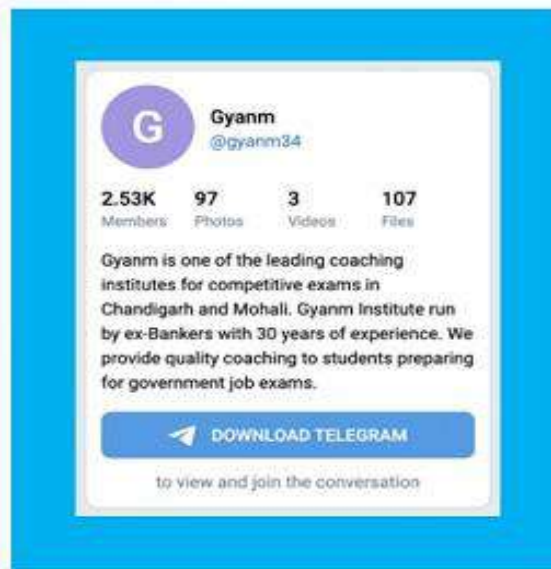 G
Gyanm
@gyanm34
2.53K 97 3 107
Members Photos Videos Files
Gyanm is one of the leading coaching
institutes for competitive exams in
Chandigarh and Mohali. Gyanm Institute run
by ex-Bankers with 30 years of experience. We
provide quality coaching to students preparing
for government job exams.
DOWNLOAD TELEGRAM
to view and join the conversation